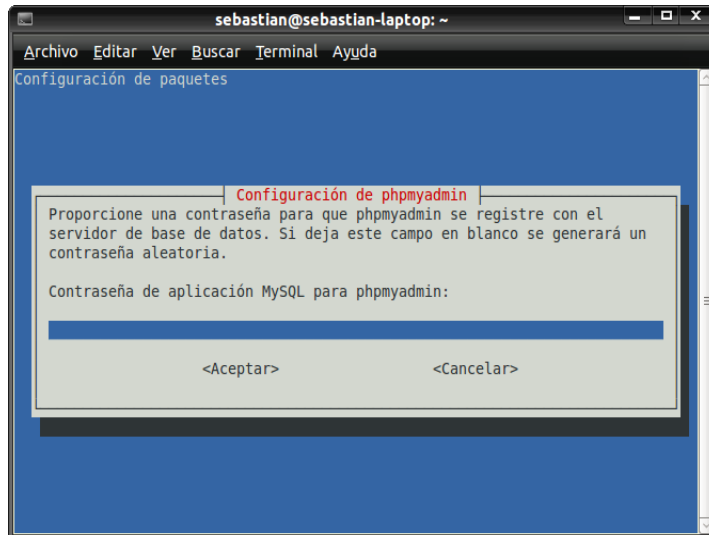 sebastian@sebastian-laptop: ~
Archivo Editar Ver Buscar Terminal Ayuda
Configuración de paquetes
Configuración de phpmyadmin
Proporcione una contraseña para que phpmyadmin se registre con el
servidor de base de datos. Si deja este campo en blanco se generará un
contraseña aleatoria.
Contraseña de aplicación MySQL para phpmyadmin:
<Aceptar> <Cancelar>